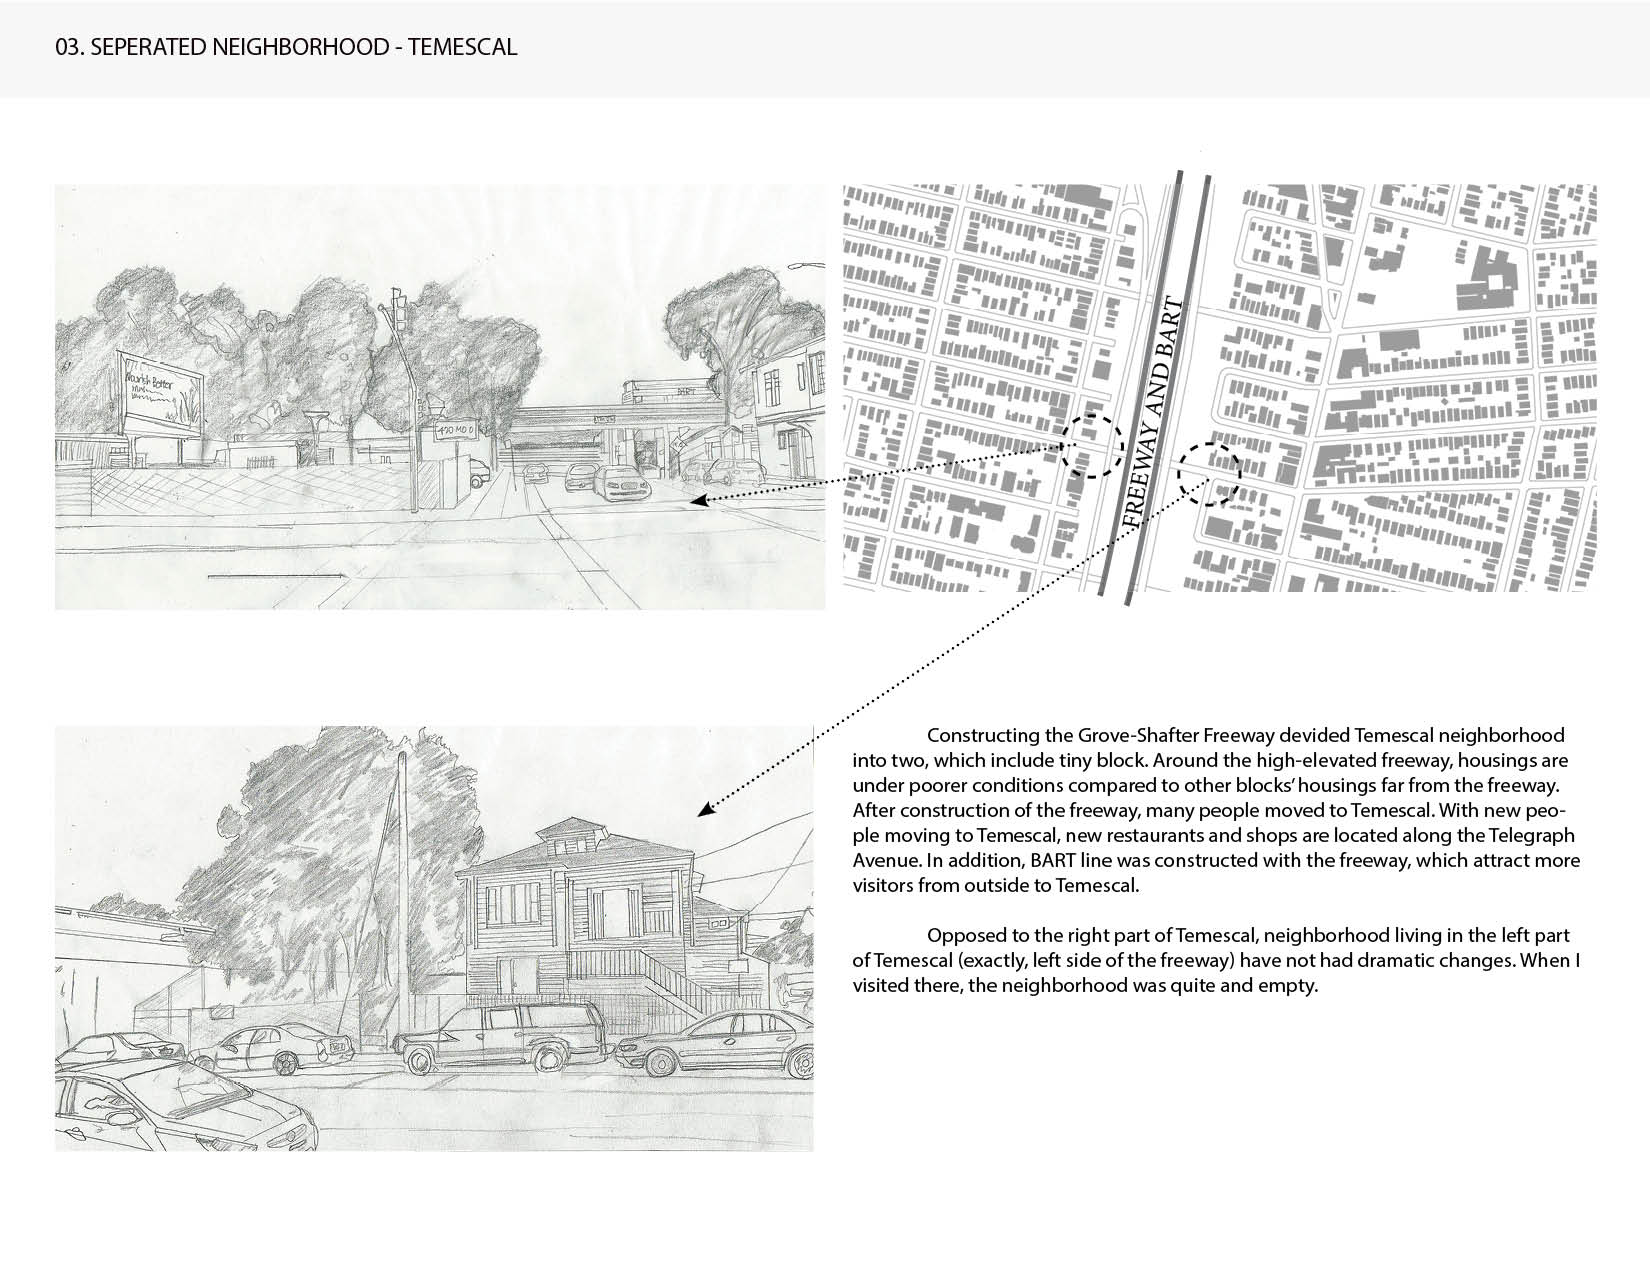 03. SEPERATED NEIGHBORHOOD - TEMESCAL
Nourish Better
BART
FREEWAY AND BART
Constructing the Grove-Shafter Freeway devided Temescal neighborhood
into two, which include tiny block. Around the high-elevated freeway, housings are
under poorer conditions compared to other blocks' housings far from the freeway.
After construction of the freeway, many people moved to Temescal. With new peo-
ple moving to Temescal, new restaurants and shops are located along the Telegraph
Avenue. In addition, BART line was constructed with the freeway, which attract more
visitors from outside to Temescal.
Opposed to the right part of Temescal, neighborhood living in the left part
of Temescal (exactly, left side of the freeway) have not had dramatic changes. When I
visited there, the neighborhood was quite and empty.